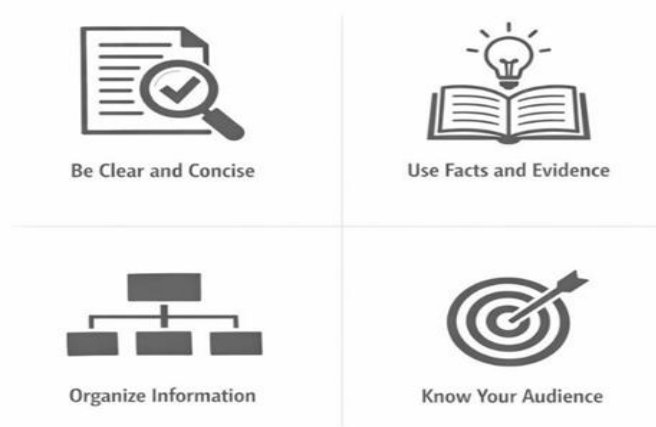 Be Clear and Concise
Use Facts and Evidence
Organize Information
Know Your Audience